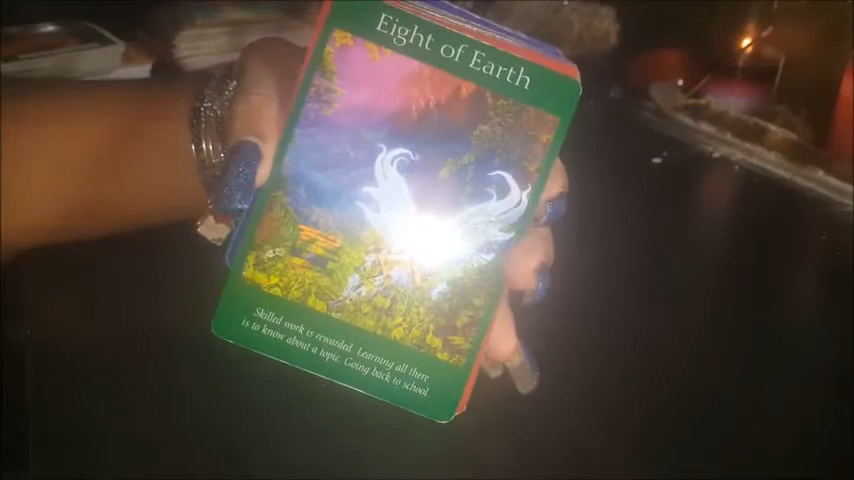 Eight of Earth
Skilled work is rewarded. Learning all there
is to know about a topic. Going back to school.